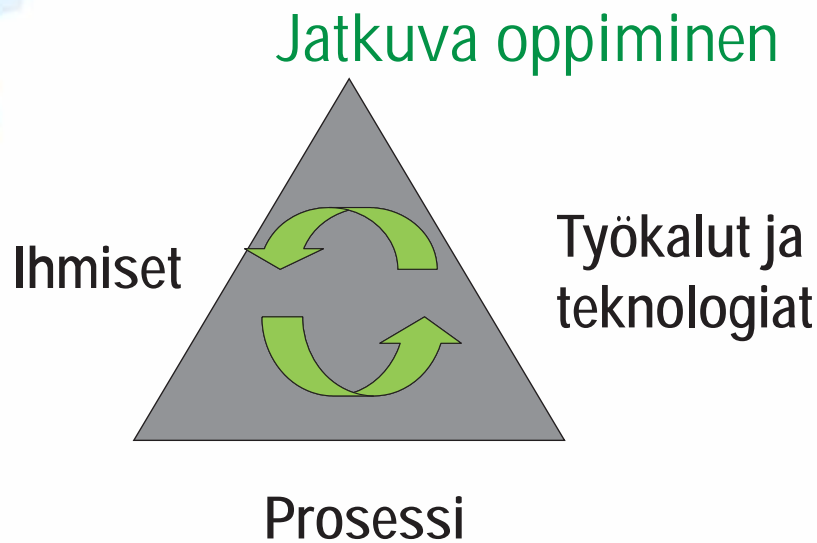 Jatkuva oppiminen
Ihmiset
Työkalut ja
teknologiat
Prosessi